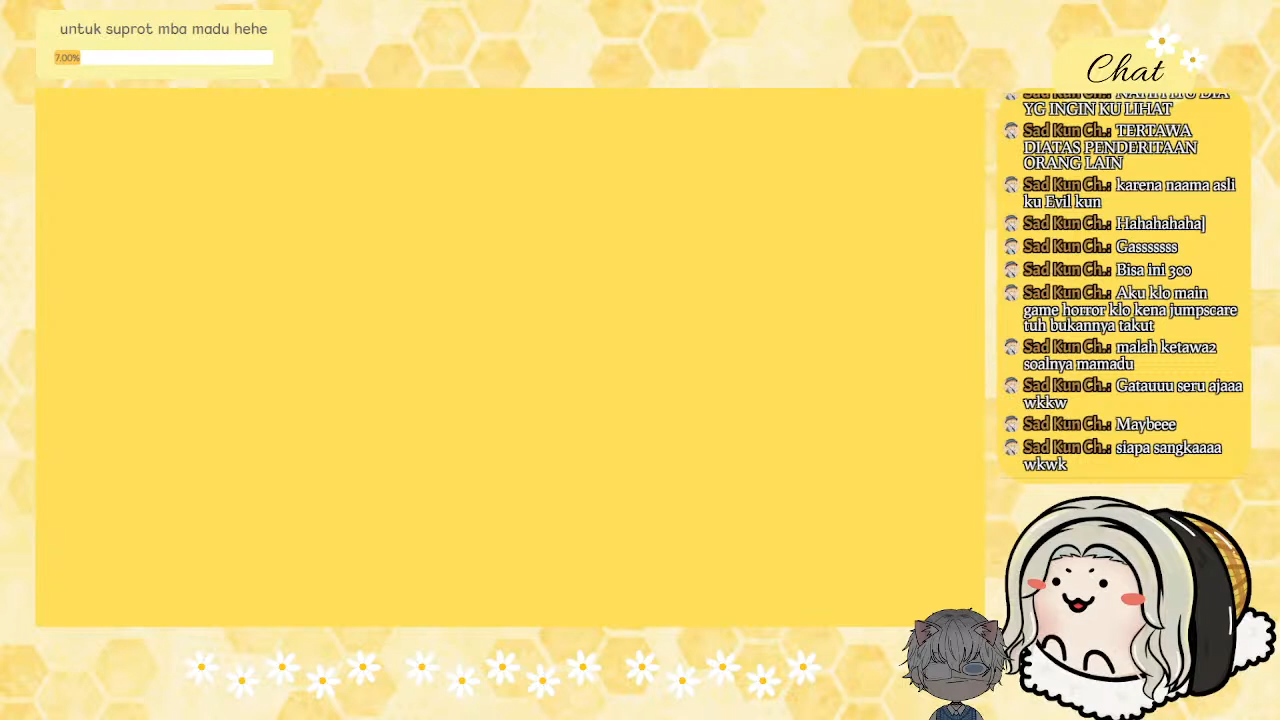 untuk suprot mba madu hehe
7.00%
Chat
Sad Kun Ch.:
YG INGIN KU LIHAT
Sad Kun Ch.: TERTAWA
DIATAS PENDERITAAN
ORANG LAIN
Sad Kun Ch.: karena naama asli
ku Evil kun
Sad Kun Ch.: Hahahahaha]
Sad Kun Ch.: Gasssssss
Sad Kun Ch.: Bisa ini 300
Sad Kun Ch.: Aku klo main
game horror klo kena jumpscare
tuh bukannya takut
Sad Kun Ch.: malah ketawa2
soalnya mamadu
Sad Kun Ch.: Gatauuu seru ajaaa
wkkw
Sad Kun Ch.: Maybeee
Sad Kun Ch.: siapa sangkaaaa
wkwk